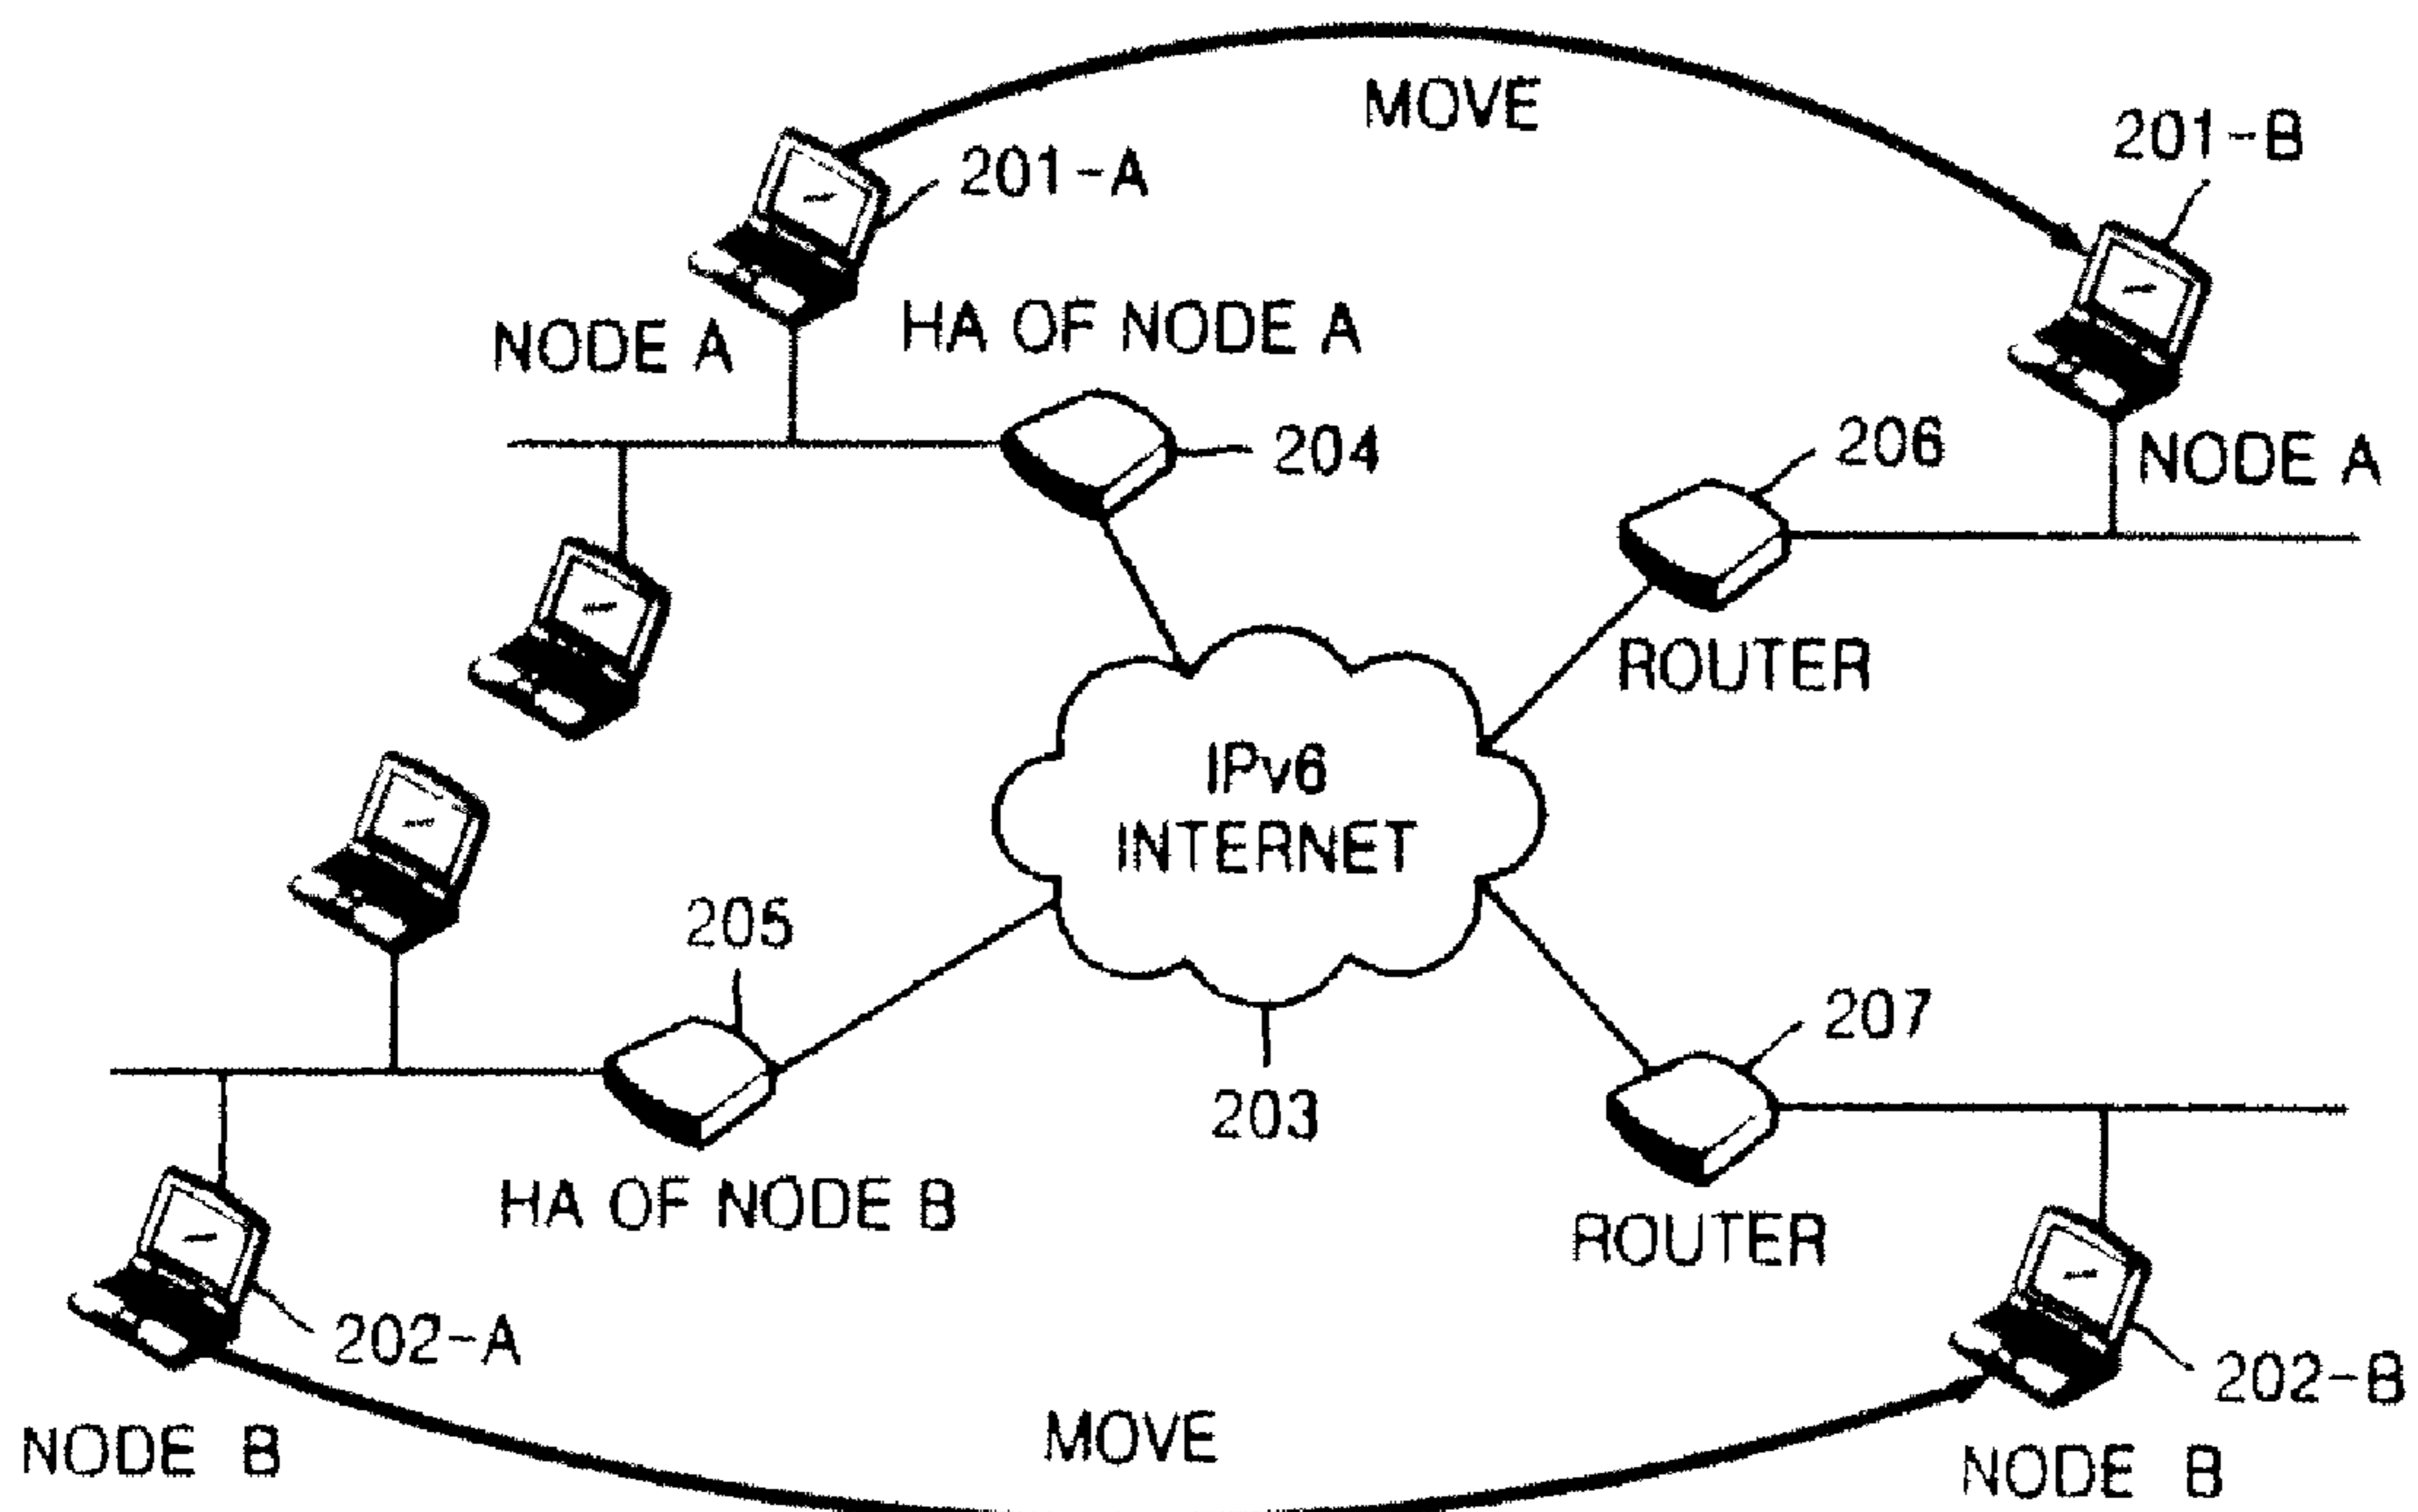 MOVE
201-B
201-A
HA OF NODE A
NODE A
206
204
NODE A
ROUTER
IPv6
INTERNET
205
207
203
HA OF NODE B
ROUTER
202-A
202-B
MOVE
NODE B
NODE B